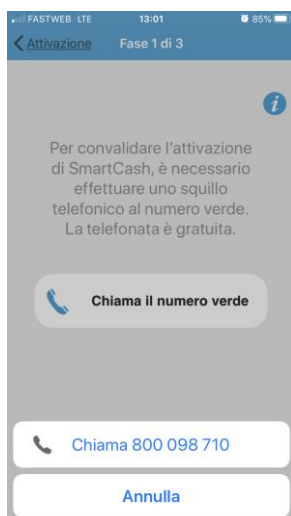 FASTWEB LTE 13:01 85%
Attivazione Fase 1 di 3
i
Per convalidare l'attivazione
di SmartCash, è necessario
effettuare uno squillo
telefonico al numero verde.
La telefonata è gratuita.
Chiama il numero verde
Chiama 800 098 710
Annulla